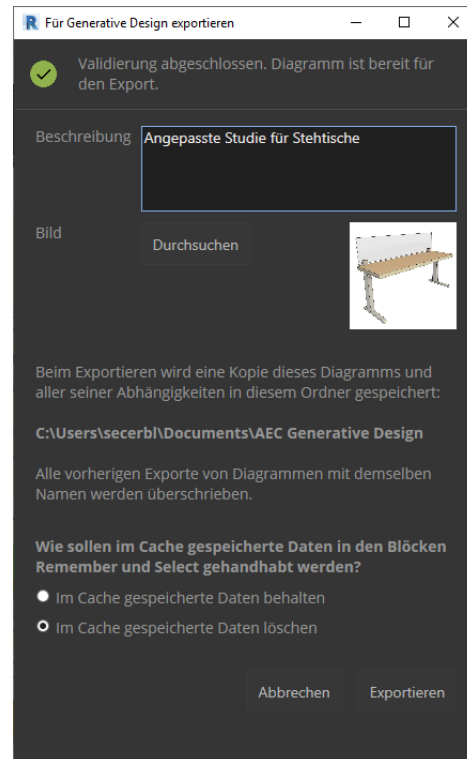 R Für Generative Design exportieren
Validierung abgeschlossen. Diagramm ist bereit für
den Export.
Beschreibung
Angepasste Studie für Stehtische
Bild
Durchsuchen
Beim Exportieren wird eine Kopie dieses Diagramms und
aller seiner Abhängigkeiten in diesem Ordner gespeichert:
C:\Users\secerbl\Documents\AEC Generative Design
Alle vorherigen Exporte von Diagrammen mit demselben
Namen werden überschrieben.
Wie sollen im Cache gespeicherte Daten in den Blöcken
Remember und Select gehandhabt werden?
Im Cache gespeicherte Daten behalten
Im Cache gespeicherte Daten löschen
Abbrechen Exportieren